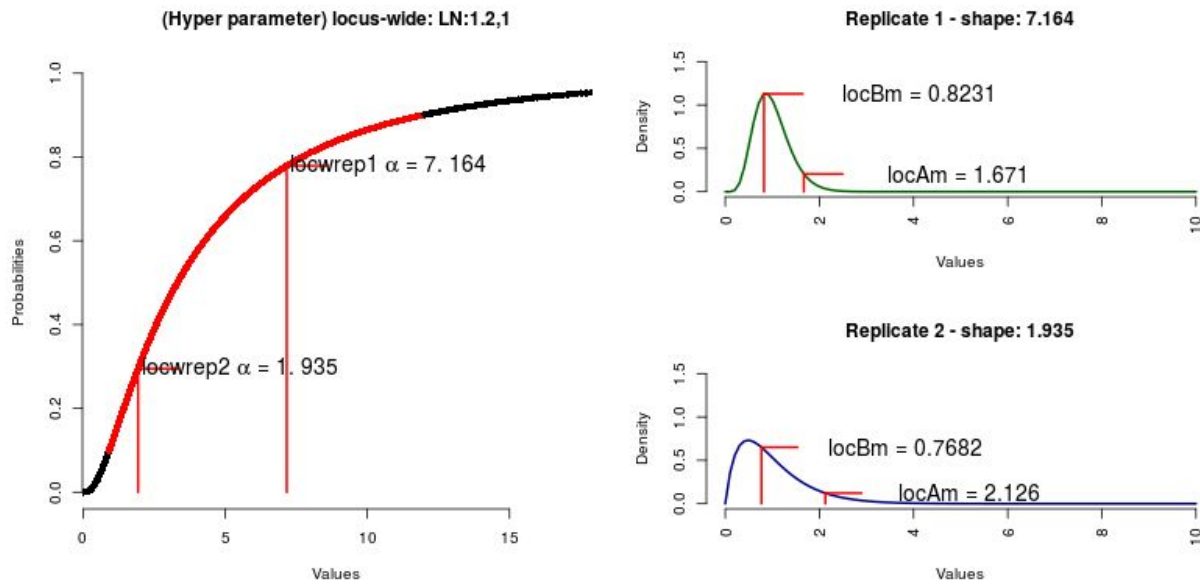 (Hyper parameter) locus-wide: LN:1.2,1
Probabilities
1.0
0.8
0.6
0.4
0.2
0.0
locwrep1 α = 7. 164
locwrep2 α = 1. 935
0 5 10 15
Values
Replicate 1 - shape: 7.164
Density
1.5
1.0
0.5
0.0
locBm = 0.8231
locAm = 1.671
0 2 4 6 8 10
Values
Replicate 2 - shape: 1.935
Density
1.5
1.0
0.5
0.0
locBm = 0.7682
locAm = 2.126
0 2 4 6 8 10
Values